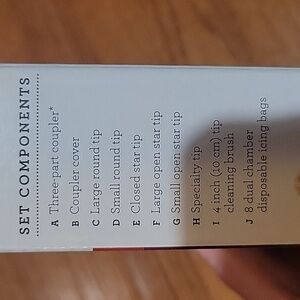 SET COMPONENTS
A Three-part coupler*
B Coupler cover
C Large round tip
D Small round tip
E Closed star tip
F Large open star tip
G Small open star tip
H Specialty tip
I 4 inch (10 cm) tip
cleaning brush
J 8 dual chamber
disposable icing bags